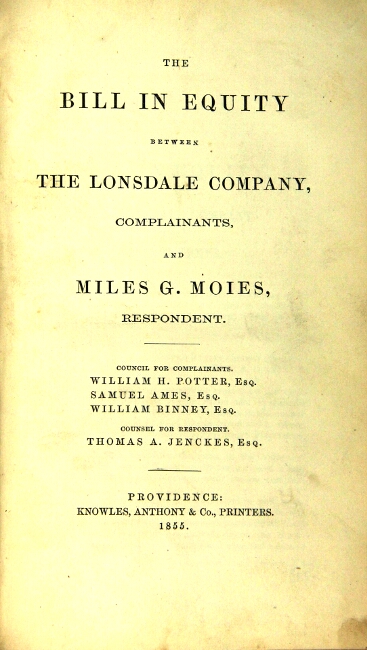 THE
BILL IN EQUITY
BETWEEN
THE LONSDALE COMPANY,
COMPLAINANTS,
AND
MILES G. MOIES,
RESPONDENT.
COUNCIL FOR COMPLAINANTS.
WILLIAM H. POTTER, Esq.
SAMUEL AMES, Esq.
WILLIAM BINNEY, Esq.
COUNSEL FOR RESPONDENT.
THOMAS A. JENCKES, Esq.
PROVIDENCE:
KNOWLES, ANTHONY & Co., PRINTERS.
1855.